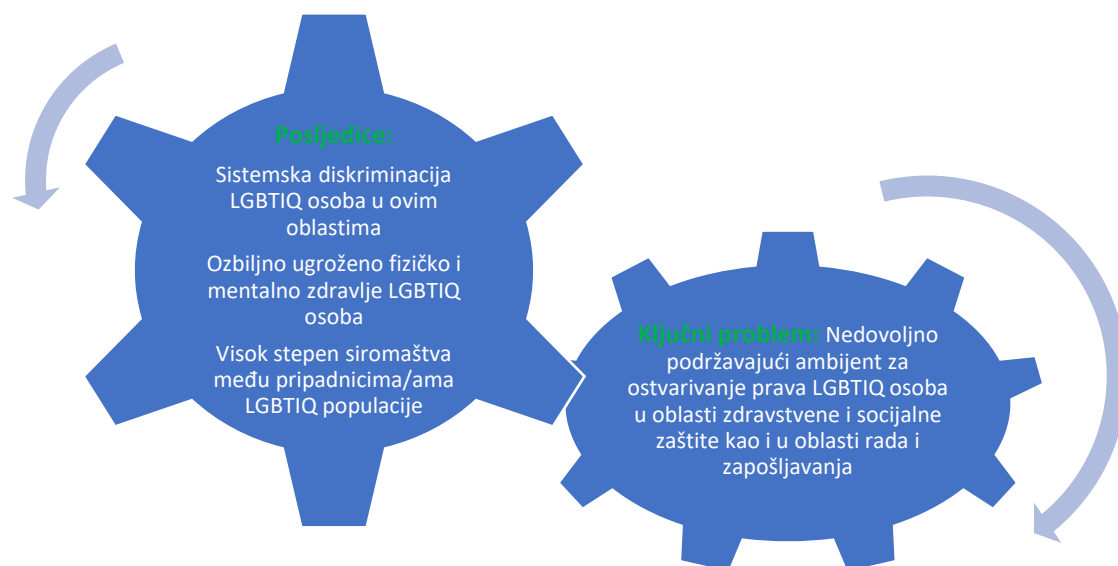 Posljedice:
Sistemska diskriminacija
LGBTIQ osoba u ovim
oblastima
Ozbiljno ugroženo fizičko i
mentalno zdravlje LGBTIQ
osoba
Visok stepen siromaštva
među pripadnicima/ama
LGBTIQ populacije
Ključni problem: Nedovoljno
podržavajući ambijent za
ostvarivanje prava LGBTIQ osoba
u oblasti zdravstvene i socijalne
zaštite kao i u oblasti rada i
zapošljavanja